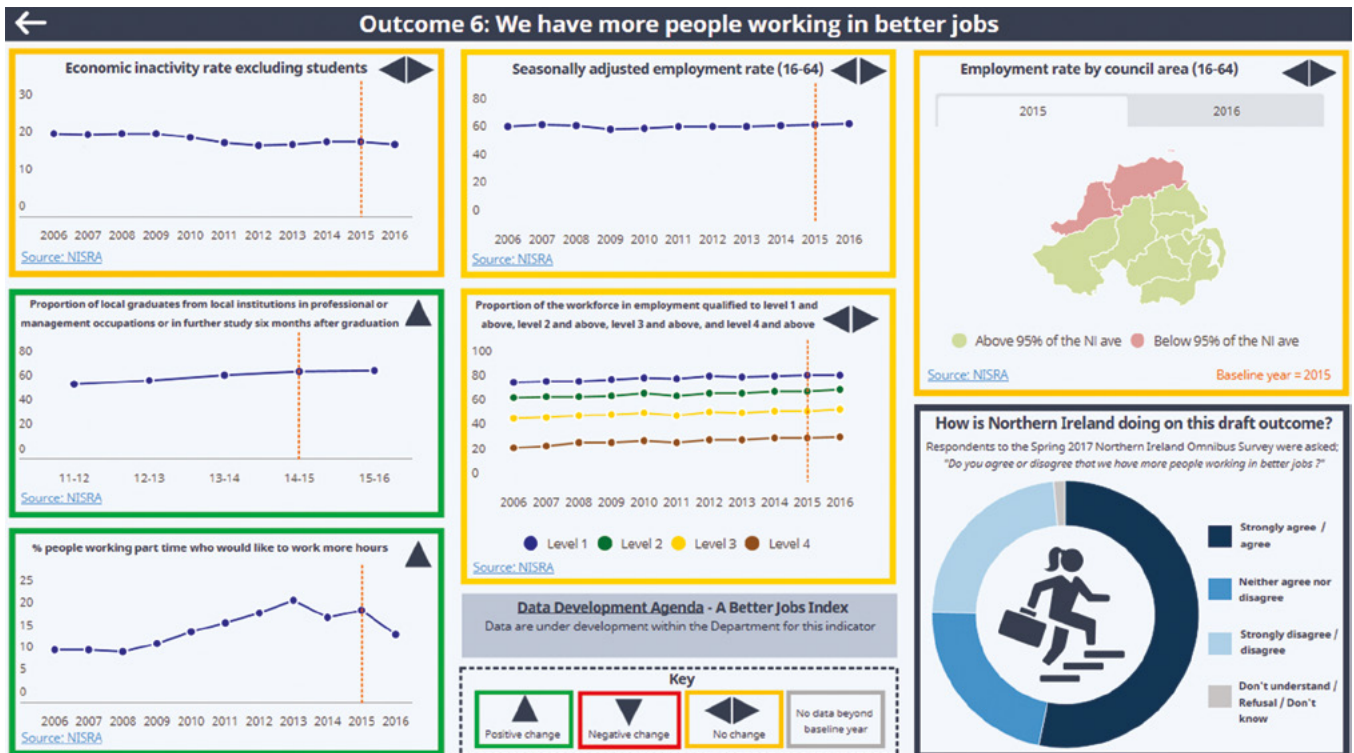 Outcome 6: We have more people working in better jobs
Economic inactivity rate excluding students
30
20
10
0
2006 2007 2008 2009 2010 2011 2012 2013 2014 2015 2016
Source: NISRA
Seasonally adjusted employment rate (16-64)
80
60
40
20
0
2006 2007 2008 2009 2010 2011 2012 2013 2014 2015 2016
Source: NISRA
Employment rate by council area (16-64)
2015 2016
Above 95% of the NI ave Below 95% of the NI ave
Source: NISRA Baseline year = 2015
Proportion of local graduates from local institutions in professional or
management occupations or in further study six months after graduation
80
60
40
20
0
11-12 12-13 13-14 14-15 15-16
Source: NISRA
Proportion of the workforce in employment qualified to level 1 and
above, level 2 and above, level 3 and above, and level 4 and above
100
80
60
40
20
0
2006 2007 2008 2009 2010 2011 2012 2013 2014 2015 2016
Level 1 Level 2 Level 3 Level 4
Source: NISRA
% people working part time who would like to work more hours
25
20
15
10
5
0
2006 2007 2008 2009 2010 2011 2012 2013 2014 2015 2016
Source: NISRA
Data Development Agenda - A Better Jobs Index
Data are under development within the Department for this indicator
Key
Positive change
Negative change
No change
No data beyond
baseline year
How is Northern Ireland doing on this draft outcome?
Respondents to the Spring 2017 Northern Ireland Omnibus Survey were asked;
"Do you agree or disagree that we have more people working in better jobs ?"
Strongly agree /
agree
Neither agree nor
disagree
Strongly disagree /
disagree
Don't understand /
Refusal / Don't
know